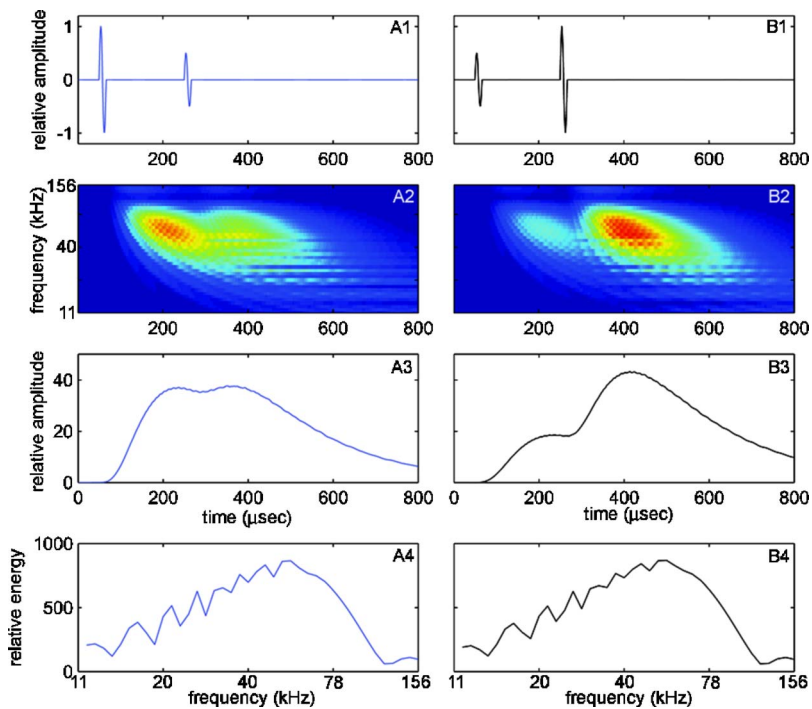 A1
relative amplitude
1
0
-1
200 400 600 800
B1
200 400 600 800
A2
frequency (kHz)
156
40
11
200 400 600 800
B2
200 400 600 800
A3
relative amplitude
40
20
0
0 200 400 600 800
time (µsec)
B3
0 200 400 600 800
time (µsec)
A4
relative energy
1000
500
0
11 20 40 78 156
frequency (kHz)
B4
11 20 40 78 156
frequency (kHz)